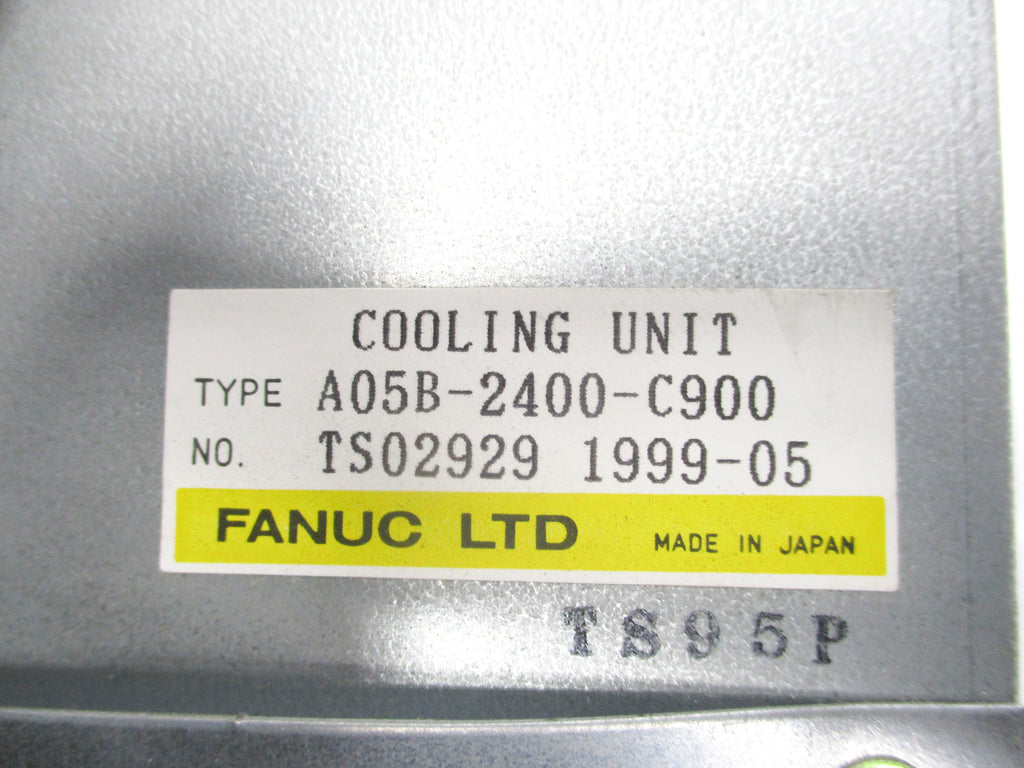 COOLING UNIT
TYPE A05B-2400-C900
NO. TS02929 1999-05
FANUC LTD MADE IN JAPAN
TS95P